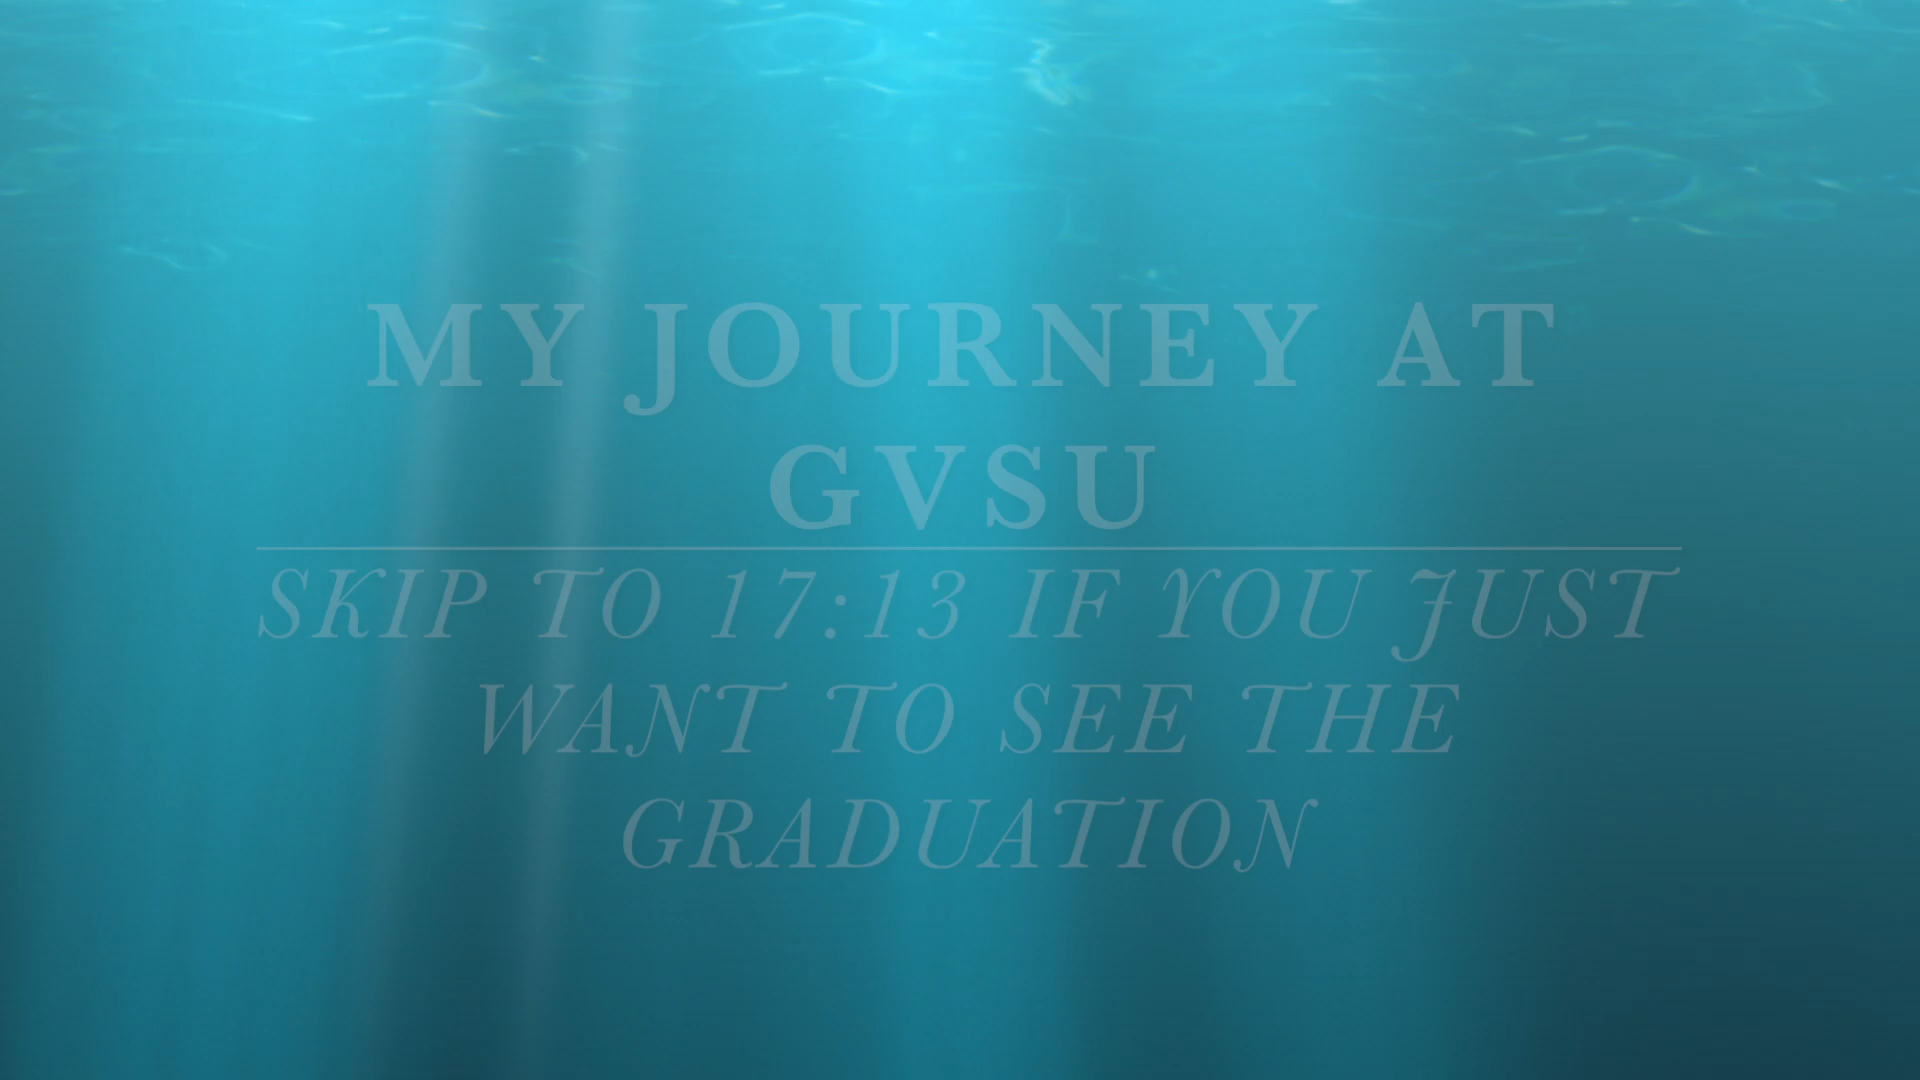 MY JOURNEY AT
GVSU
SKIP TO 17:13 IF YOU JUST
WANT TO SEE THE
GRADUATION